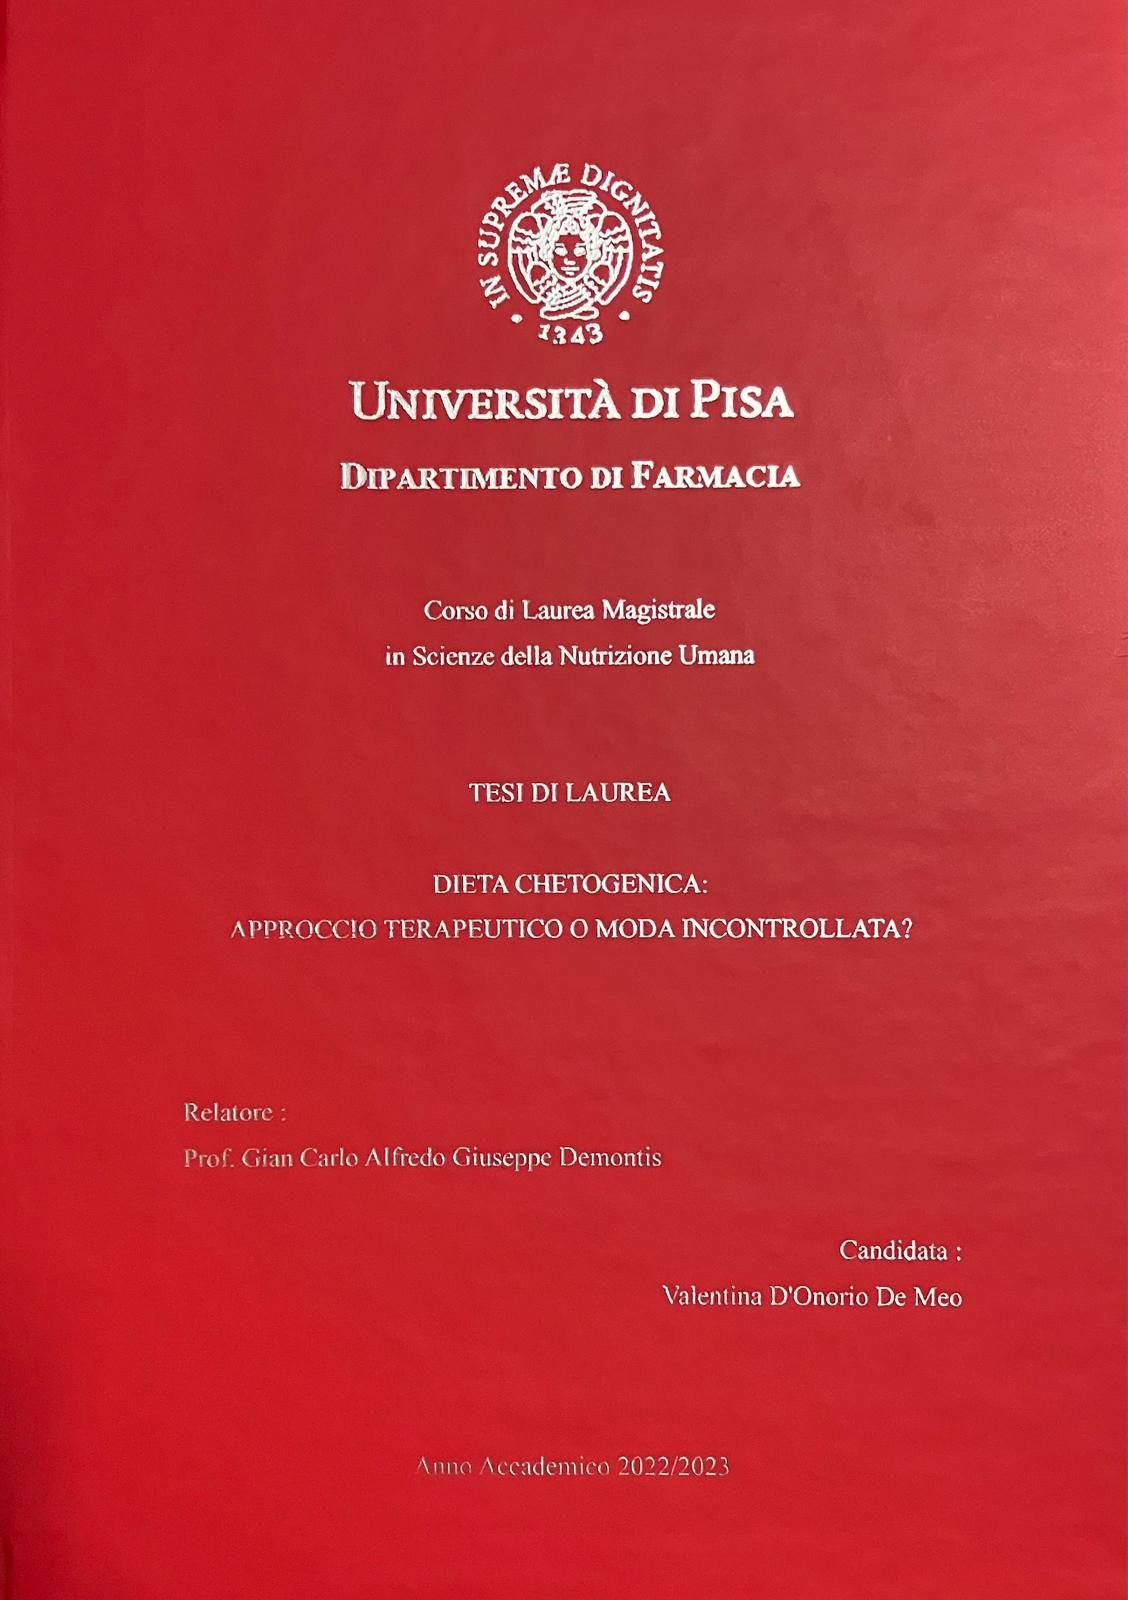 IN SUPREMÆ DIGNITATIS
• 1343 •
UNIVERSITÀ DI PISA
DIPARTIMENTO DI FARMACIA
Corso di Laurea Magistrale
in Scienze della Nutrizione Umana
TESI DI LAUREA
DIETA CHETOGENICA:
APPROCCIO TERAPEUTICO O MODA INCONTROLLATA?
Relatore :
Prof. Gian Carlo Alfredo Giuseppe Demontis
Candidata :
Valentina D'Onorio De Meo
Anno Accademico 2022/2023